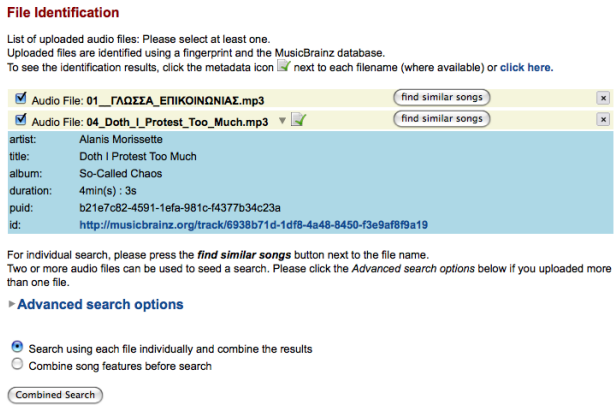 File Identification
List of uploaded audio files: Please select at least one.
Uploaded files are identified using a fingerprint and the MusicBrainz database.
To see the identification results, click the metadata icon next to each filename (where available) or click here.
Audio File: 01__ΓΛΩΣΣΑ_ΕΠΙΚΟΙΝΩΝΙΑΣ.mp3 find similar songs x
Audio File: 04_Doth_I_Protest_Too_Much.mp3 ▼ find similar songs x
artist: Alanis Morissette
title: Doth I Protest Too Much
album: So-Called Chaos
duration: 4min(s) : 3s
puid: b21e7c82-4591-1efa-981c-f4377b34c23a
id: http://musicbrainz.org/track/6938b71d-1df8-4a48-8450-f3e9af8f9a19
For individual search, please press the find similar songs button next to the file name.
Two or more audio files can be used to seed a search. Please click the Advanced search options below if you uploaded more
than one file.
Advanced search options
Search using each file individually and combine the results
Combine song features before search
Combined Search